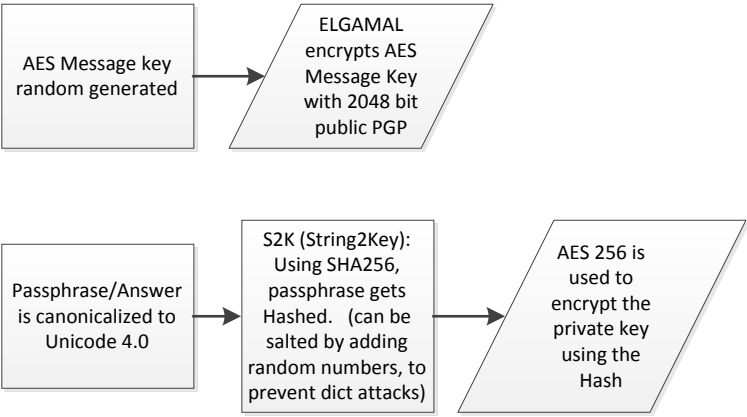 AES Message key
random generated
ELGAMAL
encrypts AES
Message Key
with 2048 bit
public PGP
Passphrase/Answer
is canonicalized to
Unicode 4.0
S2K (String2Key):
Using SHA256,
passphrase gets
Hashed.   (can be
salted by adding
random numbers, to
prevent dict attacks)
AES 256 is
used to
encrypt the
private key
using the
Hash